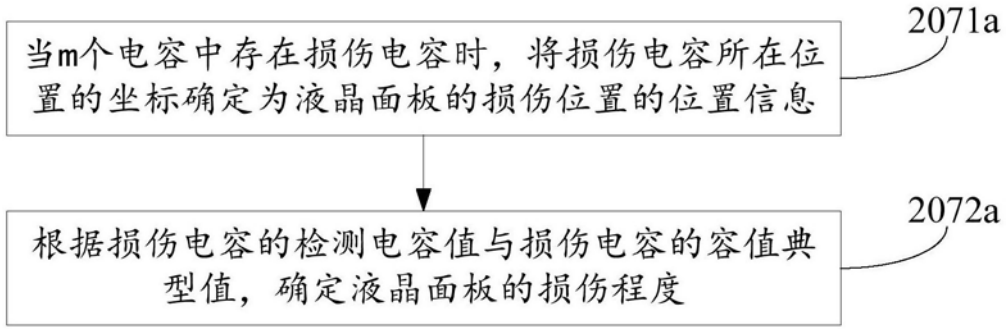 2071a
当m个电容中存在损伤电容时，将损伤电容所在位
置的坐标确定为液晶面板的损伤位置的位置信息
2072a
根据损伤电容的检测电容值与损伤电容的容值典
型值，确定液晶面板的损伤程度